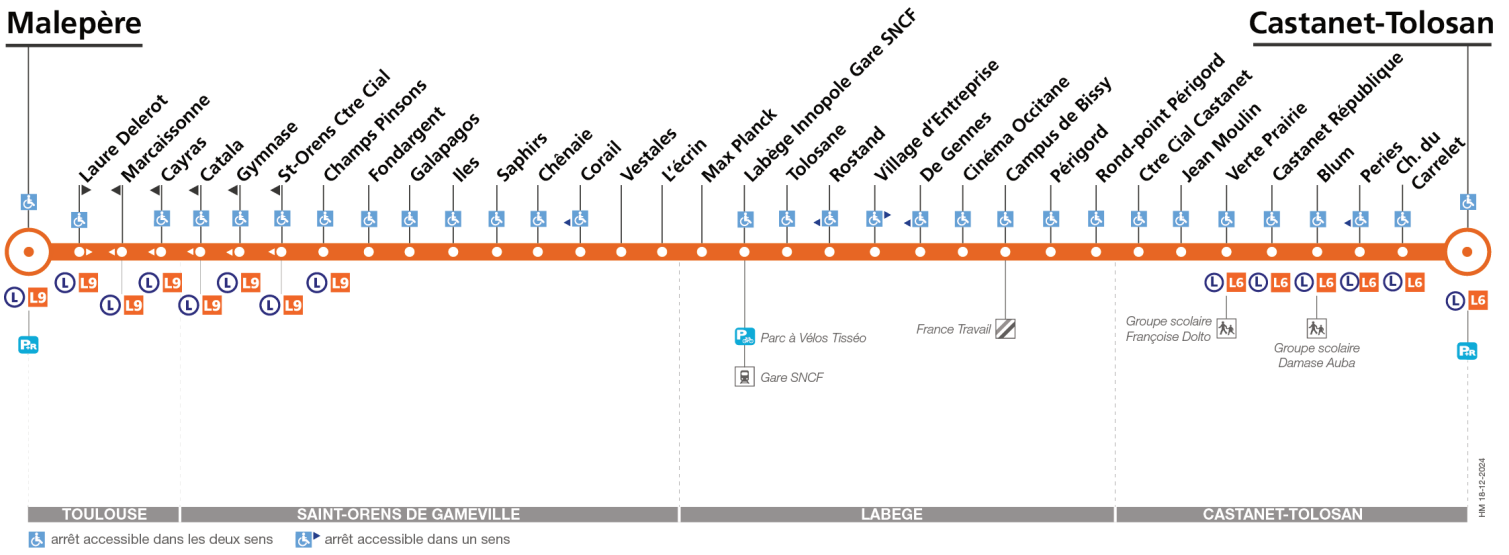 Malepère
Castanet-Tolosan
Laure Delerot
Marcaissonne
Cayras
Catala
Gymnase
St-Orens Ctre Cial
Champs Pinsons
Fondargent
Galapagos
Iles
Saphirs
Chênaie
Corail
Vestales
L'écrin
Max Planck
Labège Innopole Gare SNCF
Tolosane
Rostand
Village d'Entreprise
De Gennes
Cinéma Occitane
Campus de Bissy
Périgord
Rond-point Périgord
Ctre Cial Castanet
Jean Moulin
Verte Prairie
Castanet République
Blum
Peries
Ch. du
Carrelet
L L9
L L9
L L9
L L9
L L9
L L9
L L9
L L9
L L6
L L6
L L6
L L6
L L6
L L6
P+R
P
Parc à Vélos Tisséo
Gare SNCF
France Travail
Groupe scolaire
Françoise Dolto
Groupe scolaire
Damase Auba
P+R
HM 18-12-2024
TOULOUSE
SAINT-ORENS DE GAMEVILLE
LABEGE
CASTANET-TOLOSAN
arrêt accessible dans les deux sens
arrêt accessible dans un sens